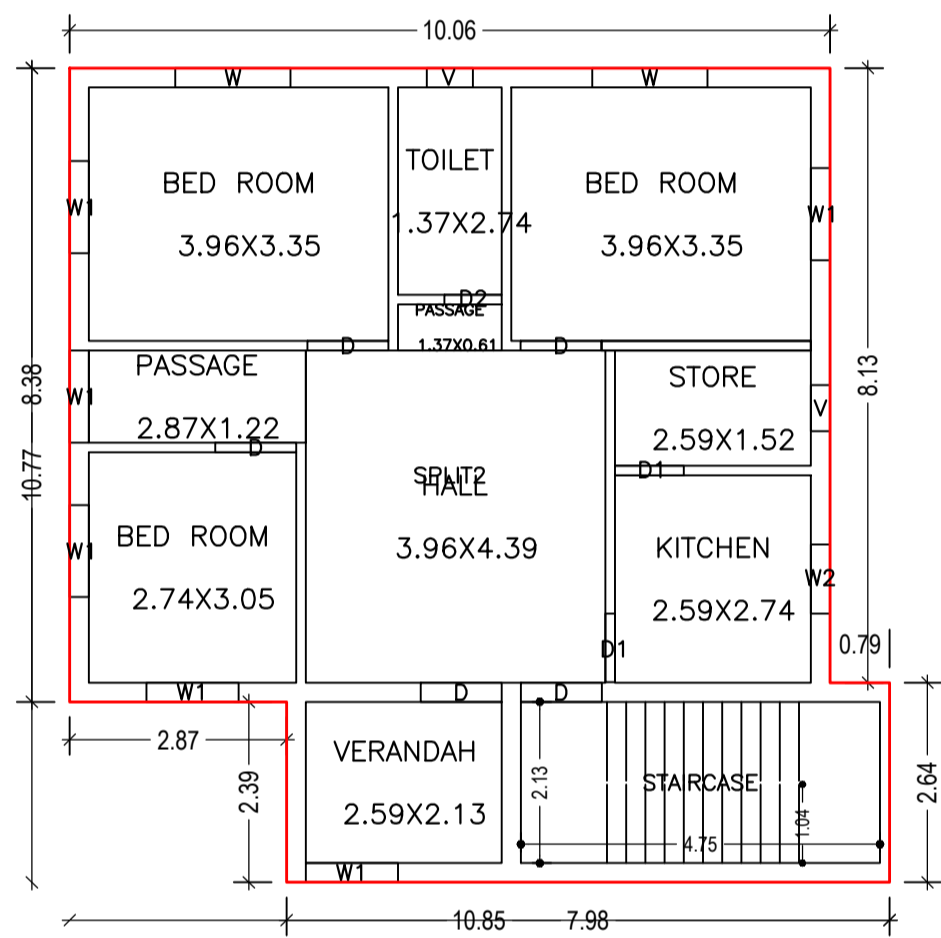 10.06
W
V
W
TOILET
BED ROOM
BED ROOM
W1
W1
1.37X2.74
3.96X3.35
3.96X3.35
D2
PASSAGE
1.37X0.61
D
D
PASSAGE
STORE
8.38
8.13
W1
V
2.87X1.22
2.59X1.52
D
D1
10.77
SPLIT2
HALL
BED ROOM
3.96X4.39
KITCHEN
W1
W2
2.74X3.05
2.59X2.74
D1
0.79
W1
D
D
2.87
VERANDAH
2.39
2.13
STAIRCASE
2.64
2.59X2.13
1.04
4.75
W1
10.85
7.98